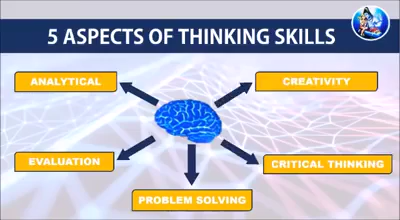 5 ASPECTS OF THINKING SKILLS
ANALYTICAL
CREATIVITY
EVALUATION
CRITICAL THINKING
PROBLEM SOLVING